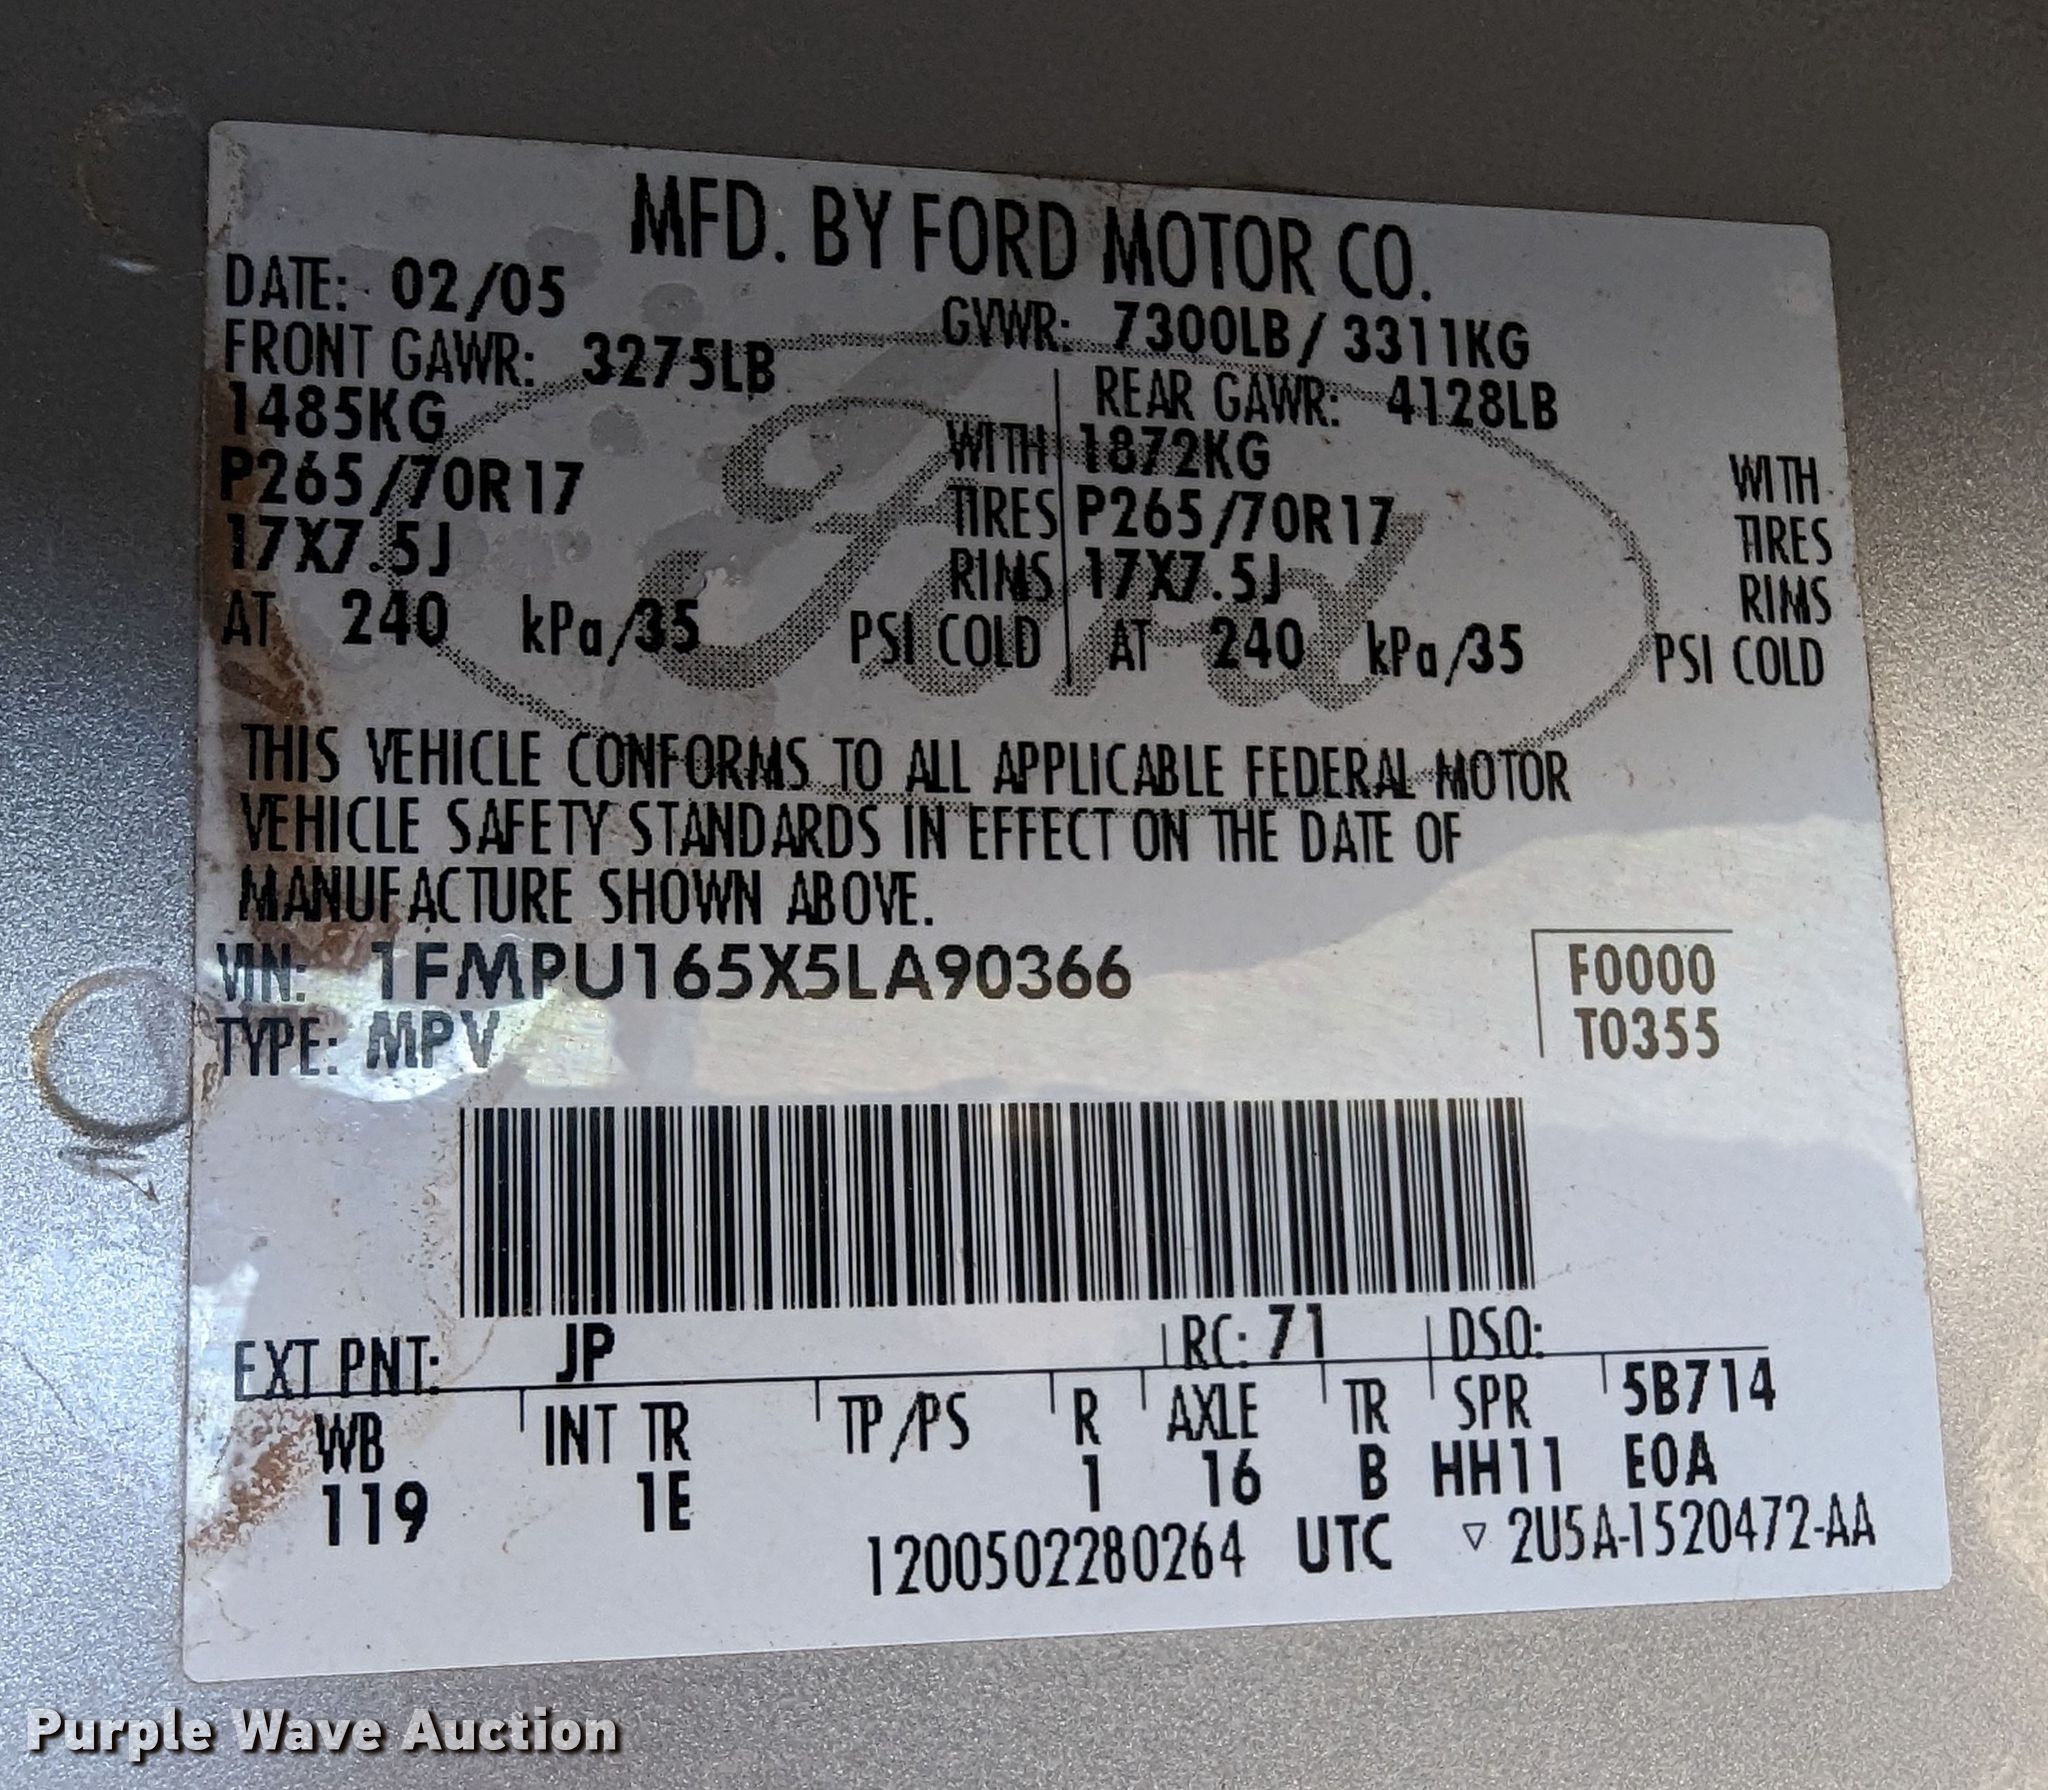 MFD. BY FORD MOTOR CO.
DATE: 02/05 GVWR: 7300LB/ 3311KG
FRONT GAWR: 3275LB REAR GAWR: 4128LB
1485KG WITH 1872KG WITH
P265/70R17 TIRES P265/70R17 TIRES
17X7.5J RIMS 17X7.5J RIMS
AT 240 kPa/35 PSI COLD AT 240 kPa/35 PSI COLD
Ford
THIS VEHICLE CONFORMS TO ALL APPLICABLE FEDERAL MOTOR
VEHICLE SAFETY STANDARDS IN EFFECT ON THE DATE OF
MANUFACTURE SHOWN ABOVE.
VIN: 1FMPU165X5LA90366 F0000
TYPE: MPV T0355
EXT PNT: JP RC: 71 DSO:
WB INT TR TP/PS R AXLE TR SPR 5B714
119 1E 1 16 B HH11 E0A
1200502280264 UTC ▽ 2U5A-1520472-AA
Purple Wave Auction